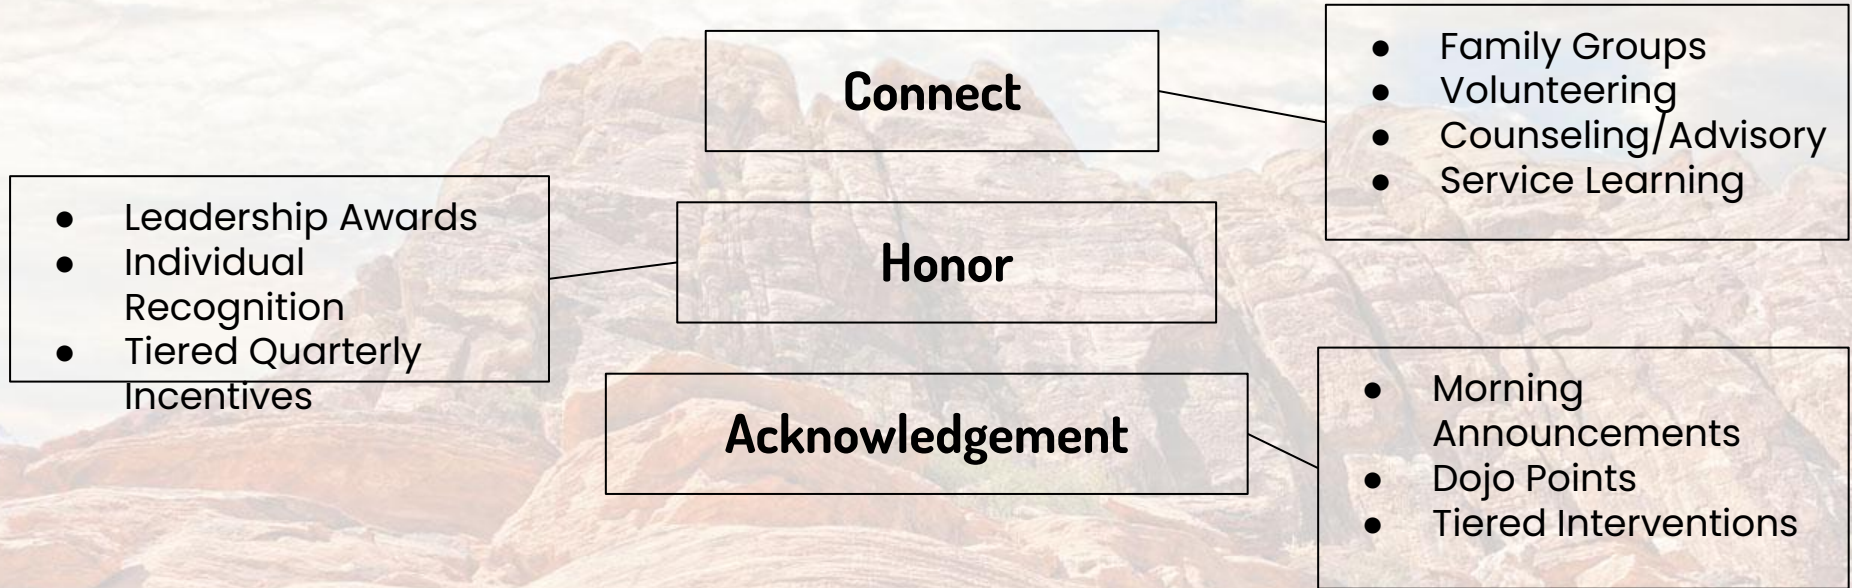 Connect
● Family Groups
● Volunteering
● Counseling/Advisory
● Service Learning
Honor
● Leadership Awards
● Individual
Recognition
● Tiered Quarterly
Incentives
Acknowledgement
● Morning
Announcements
● Dojo Points
● Tiered Interventions